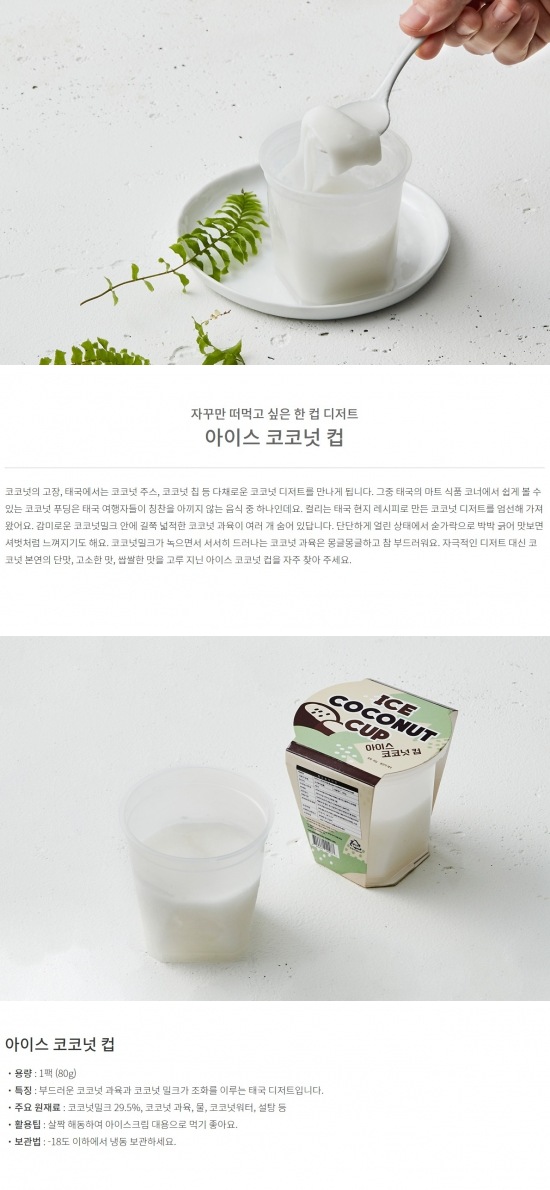 자꾸만 떠먹고 싶은 한 컵 디저트
아이스 코코넛 컵
코코넛의 고장, 태국에서는 코코넛 주스, 코코넛 칩 등 다채로운 코코넛 디저트를 만나게 됩니다. 그중 태국의 마트 식품 코너에서 쉽게 볼 수
있는 코코넛 푸딩은 태국 여행자들이 칭찬을 아끼지 않는 음식 중 하나인데요. 컬리는 태국 현지 레시피로 만든 코코넛 디저트를 엄선해 가져
왔어요. 감미로운 코코넛밀크 안에 길쭉 넓적한 코코넛 과육이 여러 개 숨어 있답니다. 단단하게 얼린 상태에서 숟가락으로 박박 긁어 맛보면
셔벗처럼 느껴지기도 해요. 코코넛밀크가 녹으면서 서서히 드러나는 코코넛 과육은 몽글몽글하고 참 부드러워요. 자극적인 디저트 대신 코
코넛 본연의 단맛, 고소한 맛, 쌉쌀한 맛을 고루 지닌 아이스 코코넛 컵을 자주 찾아 주세요.
ICE
COCONUT
CUP
아이스
코코넛 컵
아이스 코코넛 컵
• 용량 : 1팩 (80g)
• 특징 : 부드러운 코코넛 과육과 코코넛 밀크가 조화를 이루는 태국 디저트입니다.
• 주요 원재료 : 코코넛밀크 29.5%, 코코넛 과육, 물, 코코넛워터, 설탕 등
• 활용팁 : 살짝 해동하여 아이스크림 대용으로 먹기 좋아요.
• 보관법 : -18도 이하에서 냉동 보관하세요.